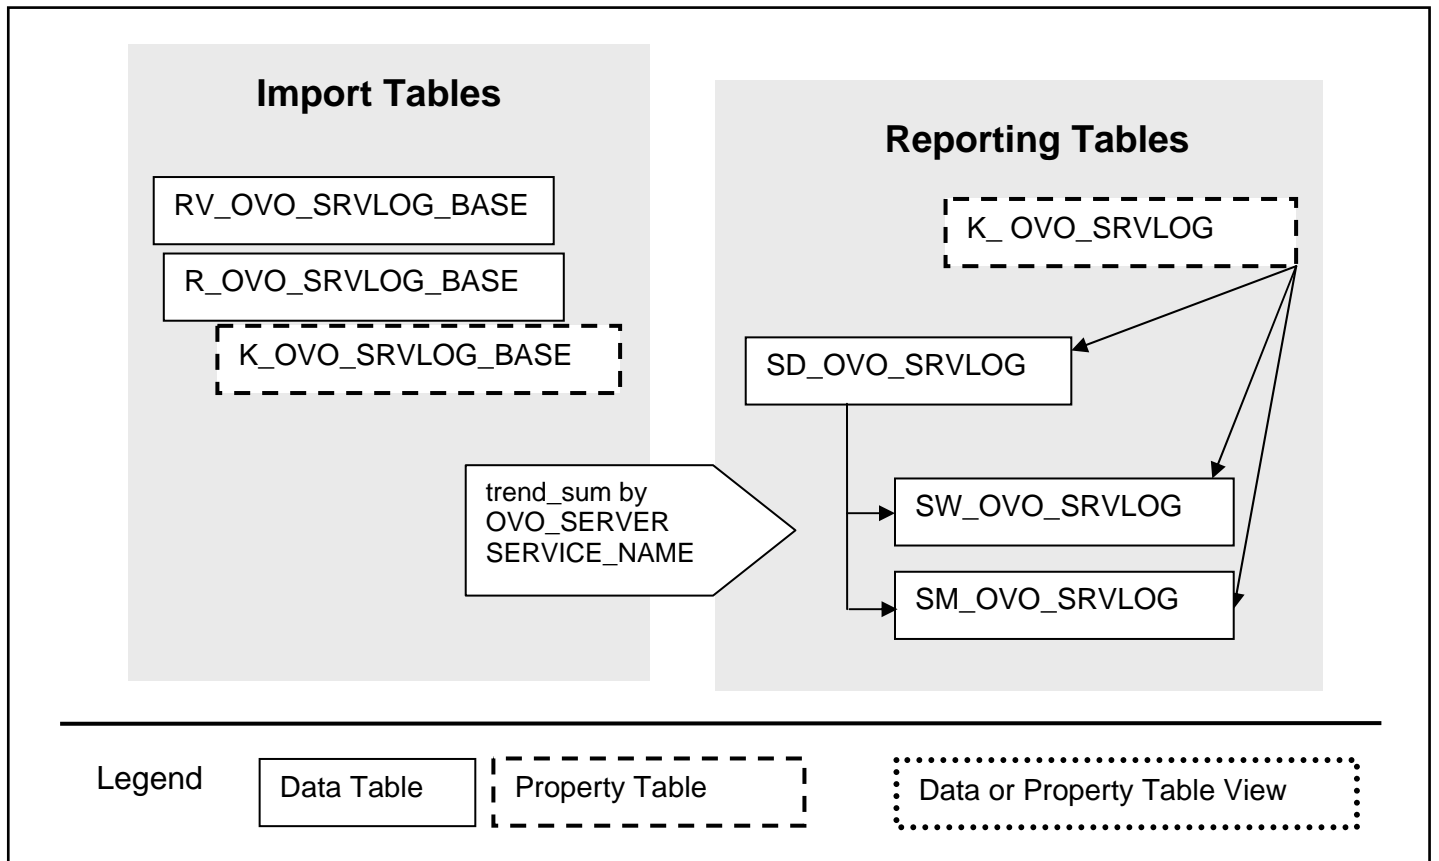 Import Tables
RV_OVO_SRVLOG_BASE
R_OVO_SRVLOG_BASE
K_OVO_SRVLOG_BASE
trend_sum by
OVO_SERVER
SERVICE_NAME
Reporting Tables
K_ OVO_SRVLOG
SD_OVO_SRVLOG
SW_OVO_SRVLOG
SM_OVO_SRVLOG
Legend
Data Table
Property Table
Data or Property Table View